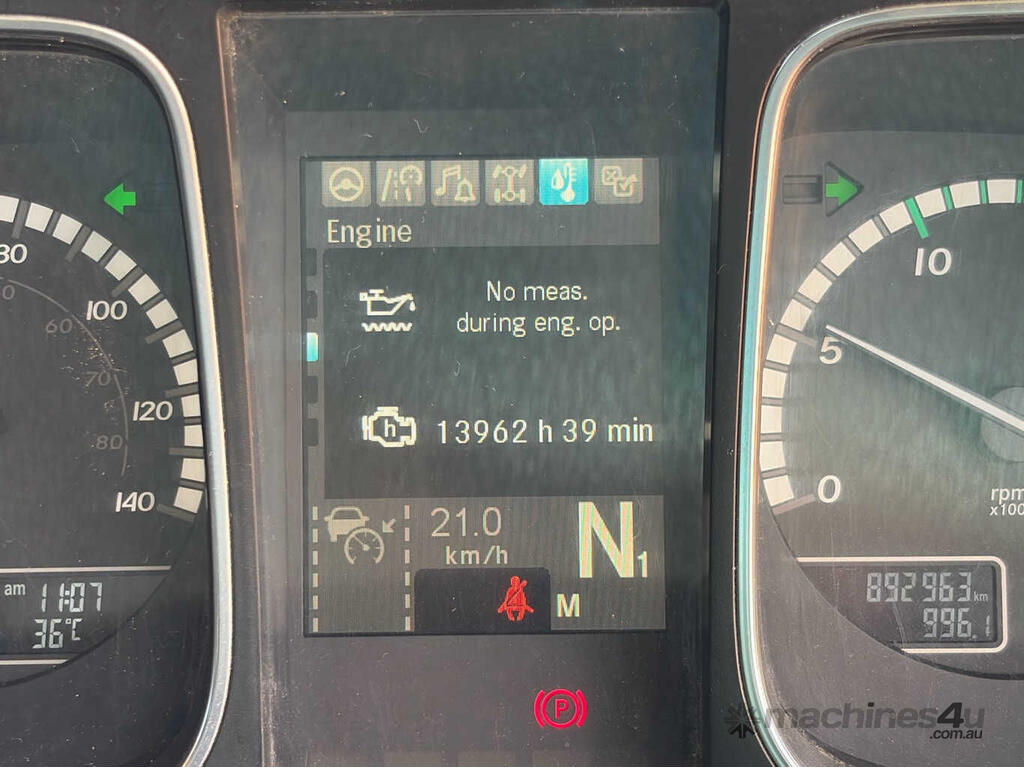 80
100
60
70
120
80
140
am 11:07
36°C
Engine
No meas.
during eng. op.
h
13962 h 39 min
21.0
km/h
N1
M
P
10
5
0
rpm
x100
892963 km
996.1
machines4u
.com.au